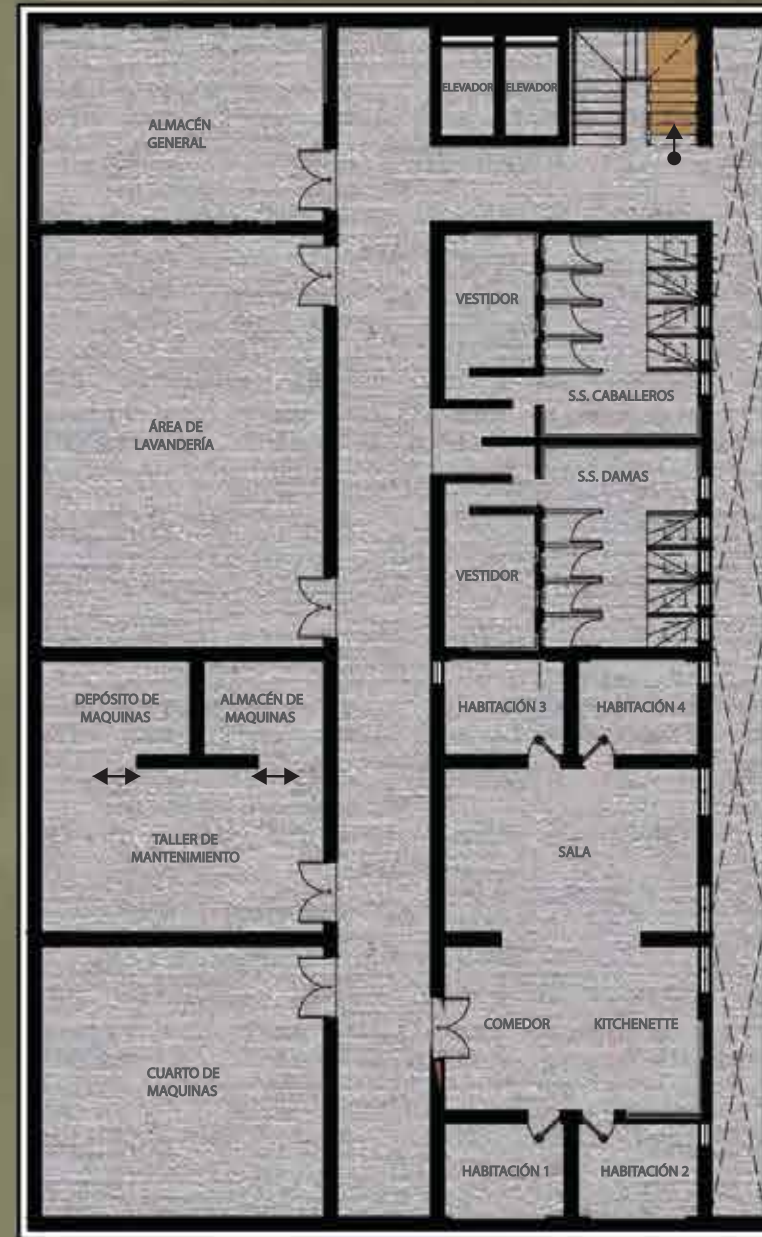 ALMACÉN
GENERAL
ELEVADOR
ELEVADOR
VESTIDOR
S.S. CABALLEROS
ÁREA DE
LAVANDERÍA
S.S. DAMAS
VESTIDOR
DEPÓSITO DE
MAQUINAS
ALMACÉN DE
MAQUINAS
HABITACIÓN 3
HABITACIÓN 4
TALLER DE
MANTENIMIENTO
SALA
COMEDOR
KITCHENETTE
CUARTO DE
MAQUINAS
HABITACIÓN 1
HABITACIÓN 2